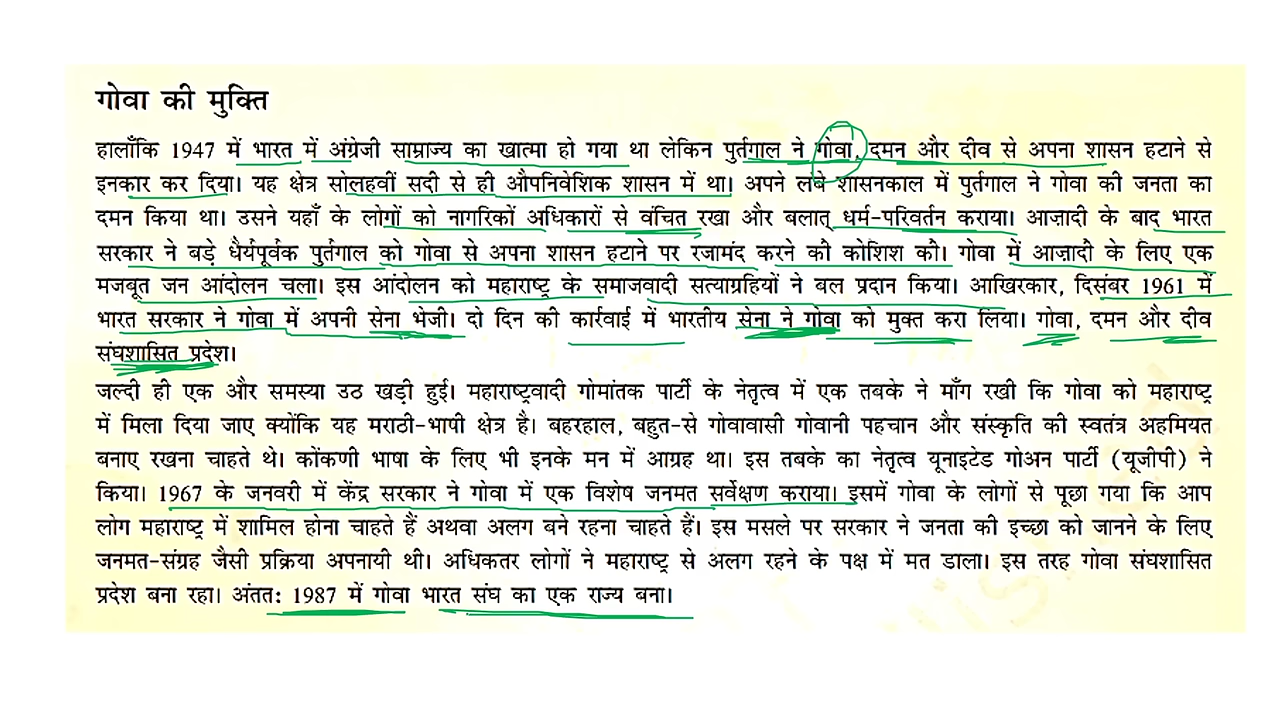 गोवा की मुक्ति
हालाँकि 1947 में भारत में अंग्रेजी साम्राज्य का खात्मा हो गया था लेकिन पुर्तगाल ने गोवा, दमन और दीव से अपना शासन हटाने से
इनकार कर दिया। यह क्षेत्र सोलहवीं सदी से ही औपनिवेशिक शासन में था। अपने लंबे शासनकाल में पुर्तगाल ने गोवा की जनता का
दमन किया था। उसने यहाँ के लोगों को नागरिकों अधिकारों से वंचित रखा और बलात् धर्म-परिवर्तन कराया। आज़ादी के बाद भारत
सरकार ने बड़े धैर्यपूर्वक पुर्तगाल को गोवा से अपना शासन हटाने पर रजामंद करने की कोशिश की। गोवा में आज़ादी के लिए एक
मजबूत जन आंदोलन चला। इस आंदोलन को महाराष्ट्र के समाजवादी सत्याग्रहियों ने बल प्रदान किया। आखिरकार, दिसंबर 1961 में
भारत सरकार ने गोवा में अपनी सेना भेजी। दो दिन की कार्रवाई में भारतीय सेना ने गोवा को मुक्त करा लिया। गोवा, दमन और दीव
संघशासित प्रदेश।
जल्दी ही एक और समस्या उठ खड़ी हुई। महाराष्ट्रवादी गोमांतक पार्टी के नेतृत्व में एक तबके ने माँग रखी कि गोवा को महाराष्ट्र
में मिला दिया जाए क्योंकि यह मराठी-भाषी क्षेत्र है। बहरहाल, बहुत-से गोवावासी गोवानी पहचान और संस्कृति की स्वतंत्र अहमियत
बनाए रखना चाहते थे। कोंकणी भाषा के लिए भी इनके मन में आग्रह था। इस तबके का नेतृत्व यूनाइटेड गोअन पार्टी (यूजीपी) ने
किया। 1967 के जनवरी में केंद्र सरकार ने गोवा में एक विशेष जनमत सर्वेक्षण कराया। इसमें गोवा के लोगों से पूछा गया कि आप
लोग महाराष्ट्र में शामिल होना चाहते हैं अथवा अलग बने रहना चाहते हैं। इस मसले पर सरकार ने जनता की इच्छा को जानने के लिए
जनमत-संग्रह जैसी प्रक्रिया अपनायी थी। अधिकतर लोगों ने महाराष्ट्र से अलग रहने के पक्ष में मत डाला। इस तरह गोवा संघशासित
प्रदेश बना रहा। अंतत: 1987 में गोवा भारत संघ का एक राज्य बना।